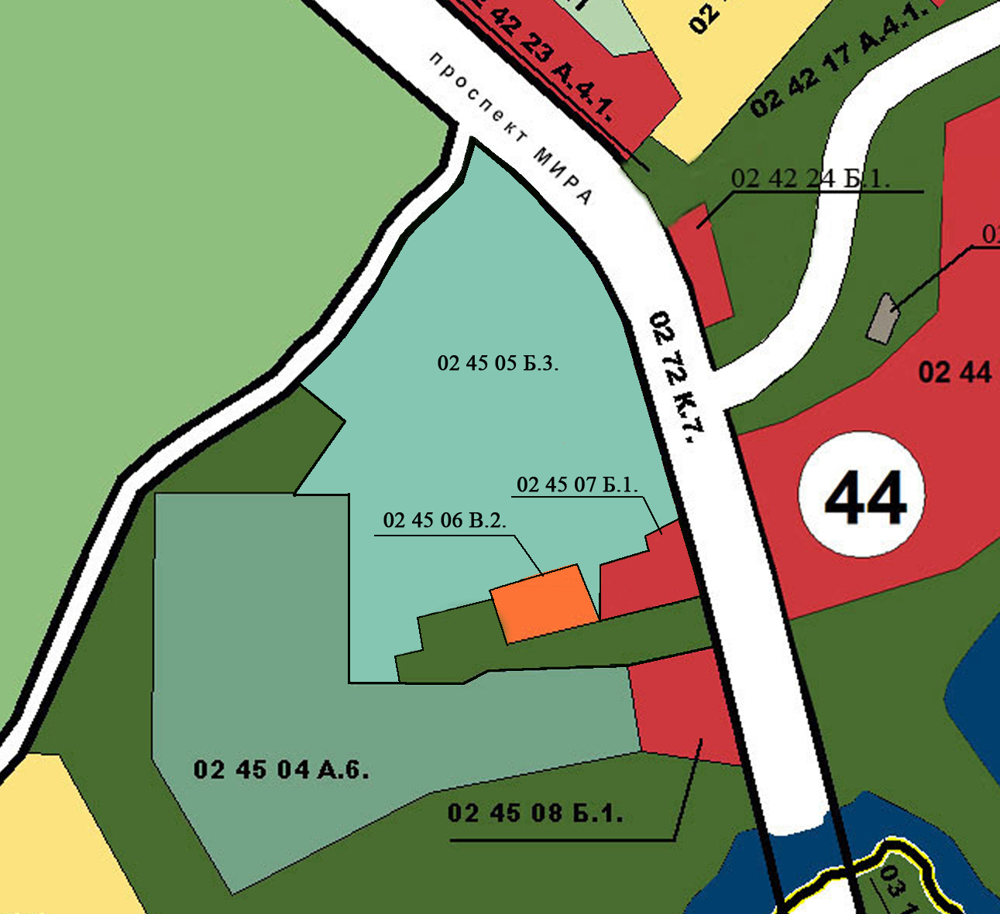 42 23 А.4.1.
02
02 42 17 А.4.1.
проспект МИРА
02 42 24 Б.1.
02 72 К.7.
02 45 05 Б.3.
02 44
44
02 45 07 Б.1.
02 45 06 В.2.
02 45 04 А.6.
02 45 08 Б.1.
03 1